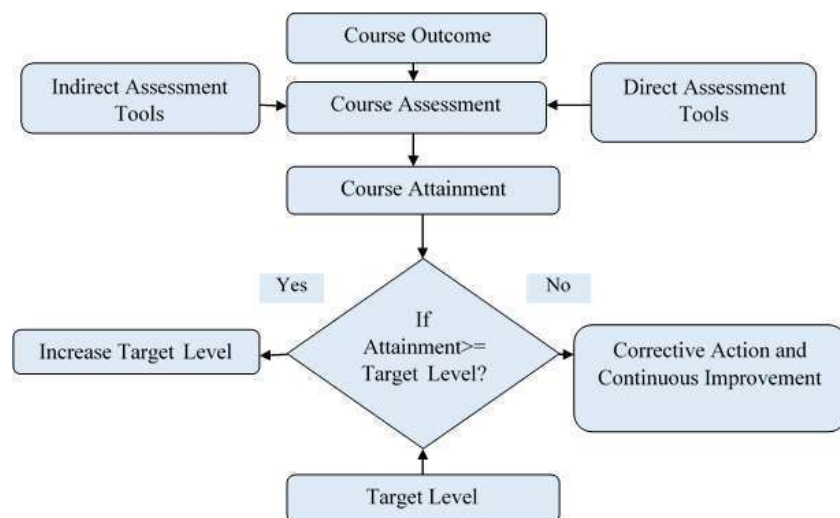 Course Outcome
Indirect Assessment
Tools
Course Assessment
Direct Assessment
Tools
Course Attainment
Yes
No
If
Attainment>=
Target Level?
Increase Target Level
Corrective Action and
Continuous Improvement
Target Level